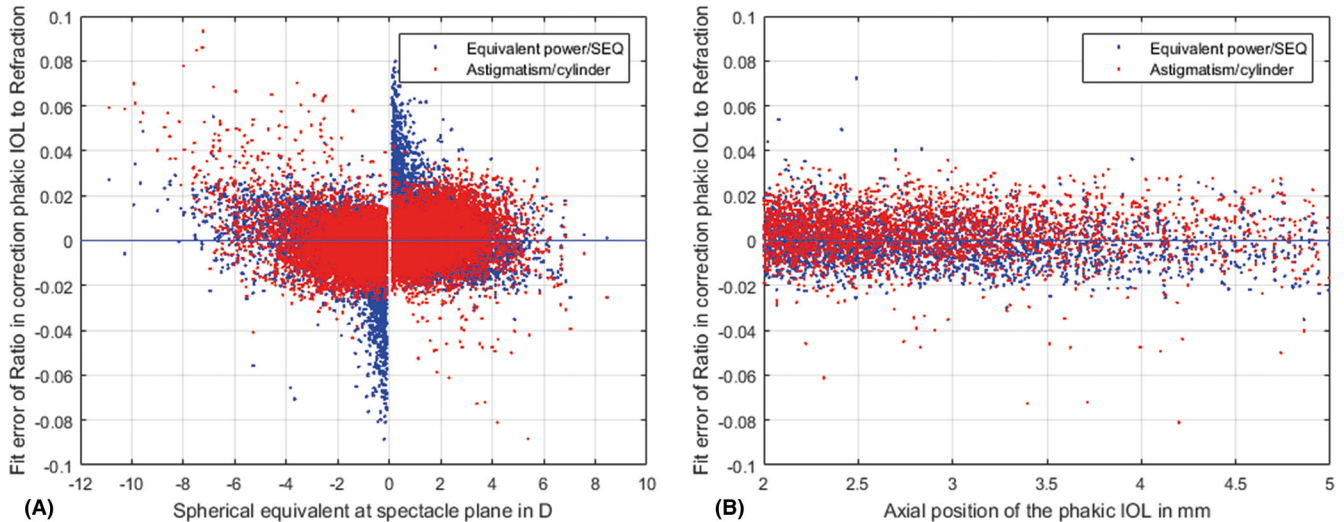 0.1
0.08
0.06
0.04
0.02
0
-0.02
-0.04
-0.06
-0.08
-0.1
Fit error of Ratio in correction phakic IOL to Refraction
Equivalent power/SEQ
Astigmatism/cylinder
-12 -10 -8 -6 -4 -2 0 2 4 6 8 10
(A) Spherical equivalent at spectacle plane in D
0.1
0.08
0.06
0.04
0.02
0
-0.02
-0.04
-0.06
-0.08
-0.1
Fit error of Ratio in correction phakic IOL to Refraction
Equivalent power/SEQ
Astigmatism/cylinder
2 2.5 3 3.5 4 4.5 5
(B) Axial position of the phakic IOL in mm